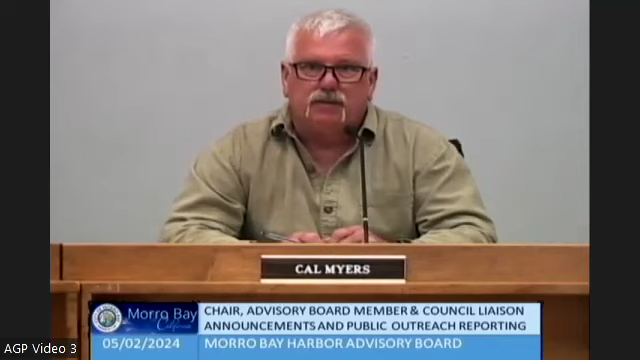 CAL MYERS
Morro Bay
California
CHAIR, ADVISORY BOARD MEMBER & COUNCIL LIAISON
ANNOUNCEMENTS AND PUBLIC OUTREACH REPORTING
05/02/2024
MORRO BAY HARBOR ADVISORY BOARD
AGP Video 3